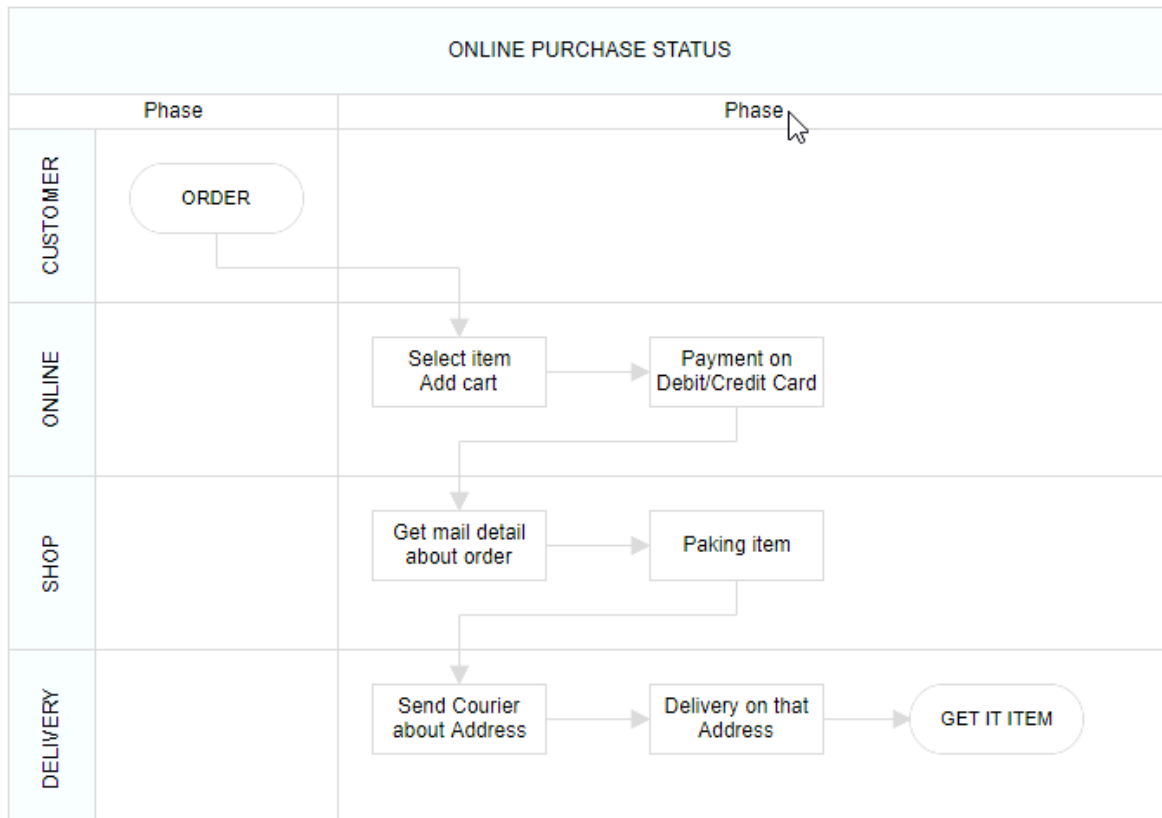 ONLINE PURCHASE STATUS
Phase
Phase
CUSTOMER
ORDER
ONLINE
Select item
Add cart
Payment on
Debit/Credit Card
SHOP
Get mail detail
about order
Paking item
DELIVERY
Send Courier
about Address
Delivery on that
Address
GET IT ITEM